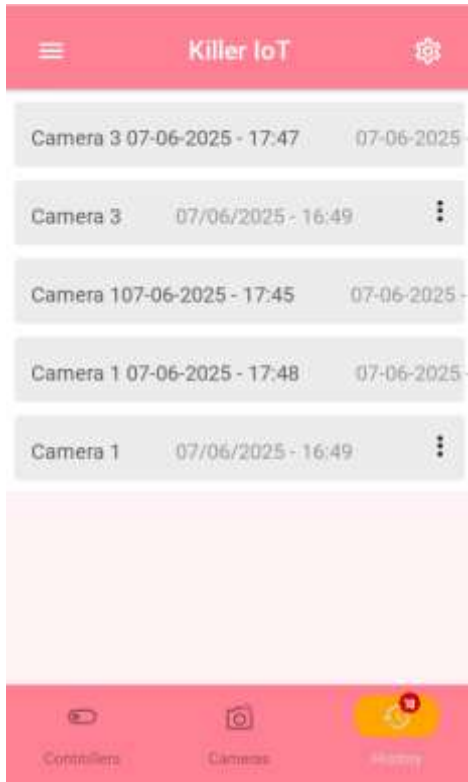 Killer IoT
Camera 3 07-06-2025 - 17:47 07-06-2025 -
Camera 3 07/06/2025 - 16:49
Camera 107-06-2025 - 17:45 07-06-2025 -
Camera 1 07-06-2025 - 17:48 07-06-2025 -
Camera 1 07/06/2025 - 16:49
Controllers Cameras History